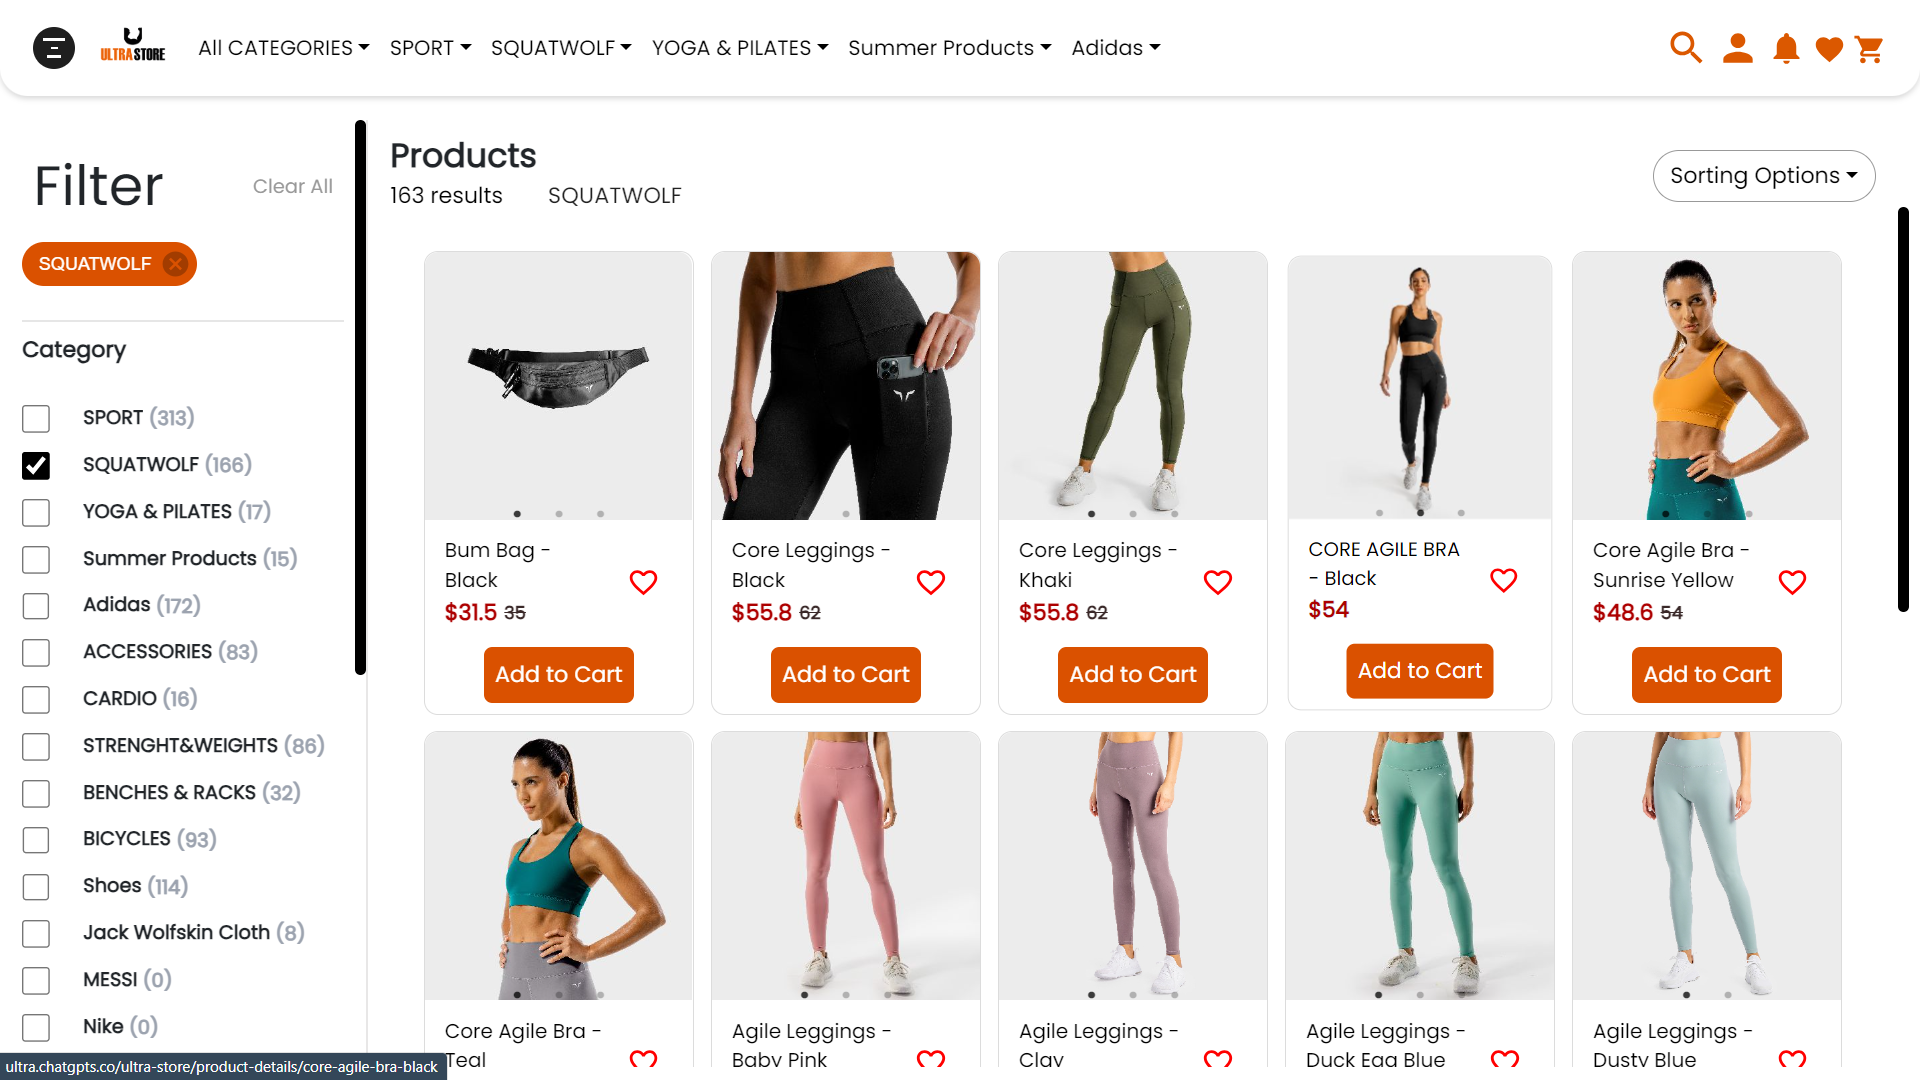 ULTRASTORE
All CATEGORIES
SPORT
SQUATWOLF
YOGA & PILATES
Summer Products
Adidas
Filter
Clear All
SQUATWOLF
Category
SPORT (313)
SQUATWOLF (166)
YOGA & PILATES (17)
Summer Products (15)
Adidas (172)
ACCESSORIES (83)
CARDIO (16)
STRENGHT&WEIGHTS (86)
BENCHES & RACKS (32)
BICYCLES (93)
Shoes (114)
Jack Wolfskin Cloth (8)
MESSI (0)
Nike (0)
Products
163 results
SQUATWOLF
Sorting Options
Bum Bag -
Black
$31.5 35
Add to Cart
Core Leggings -
Black
$55.8 62
Add to Cart
Core Leggings -
Khaki
$55.8 62
Add to Cart
CORE AGILE BRA
- Black
$54
Add to Cart
Core Agile Bra -
Sunrise Yellow
$48.6 54
Add to Cart
Core Agile Bra -
Teal
Agile Leggings -
Baby Pink
Agile Leggings -
Clay
Agile Leggings -
Duck Egg Blue
Agile Leggings -
Dusty Blue
ultra.chatgpts.co/ultra-store/product-details/core-agile-bra-black